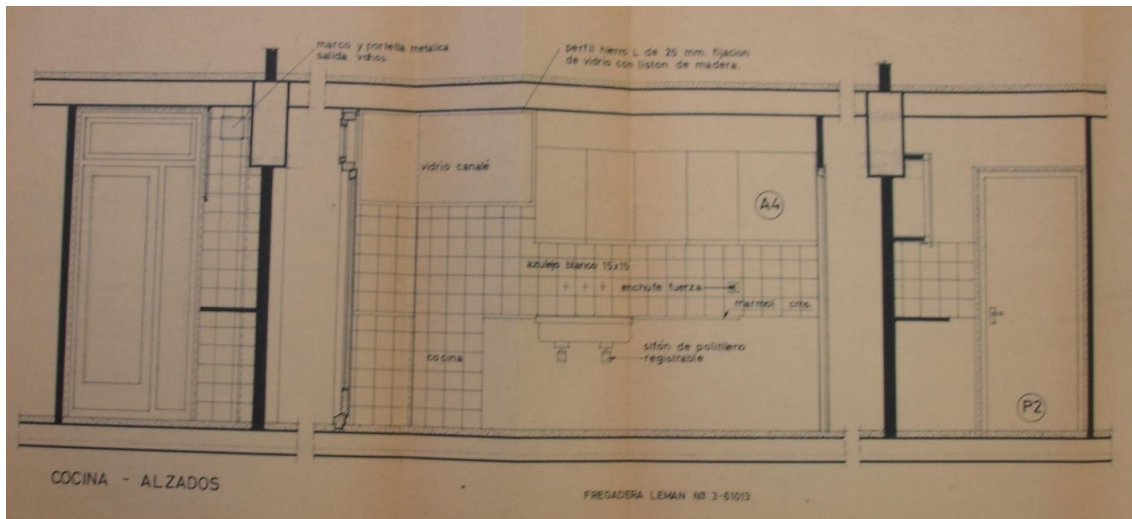 marco y portella metalica
salida vahos
perfil hierro L de 25 mm. fijacion
de vidrio con liston de madera.
vidrio canalé
A4
azulejo blanco 15x15
enchufe fuerza
marmol cms.
cocina
sifón de politileno
registrable
P2
COCINA - ALZADOS
FREGADERA LEMAN Nº 3-61013